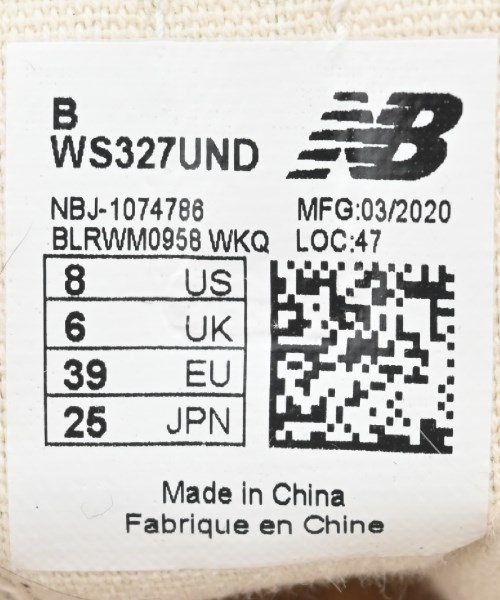 B
WS327UND
NB
NBJ-1074786
MFG:03/2020
BLRWM0958 WKQ
LOC:47
8 US
6 UK
39 EU
25 JPN
Made in China
Fabrique en Chine